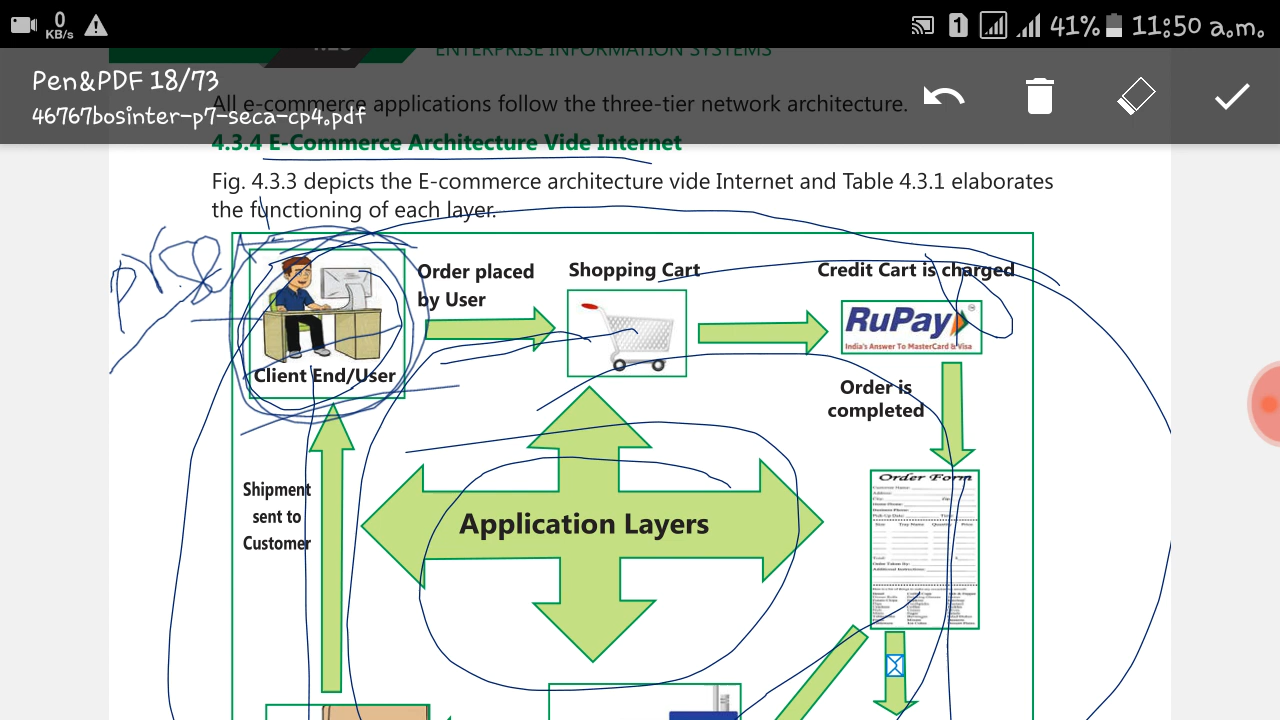 0
KB/s
1
41%
11:50 a.m.
ENTERPRISE INFORMATION SYSTEMS
Pen&PDF 18/73
46767bosinter-p7-seca-cp4.pdf
All e-commerce applications follow the three-tier network architecture.
4.3.4 E-Commerce Architecture Vide Internet
Fig. 4.3.3 depicts the E-commerce architecture vide Internet and Table 4.3.1 elaborates
the functioning of each layer.
Order placed
by User
Shopping Cart
Credit Cart is charged
RuPay
India's Answer To MasterCard & Visa
Client End/User
Order is
completed
Order Form
Shipment
sent to
Customer
Application Layers